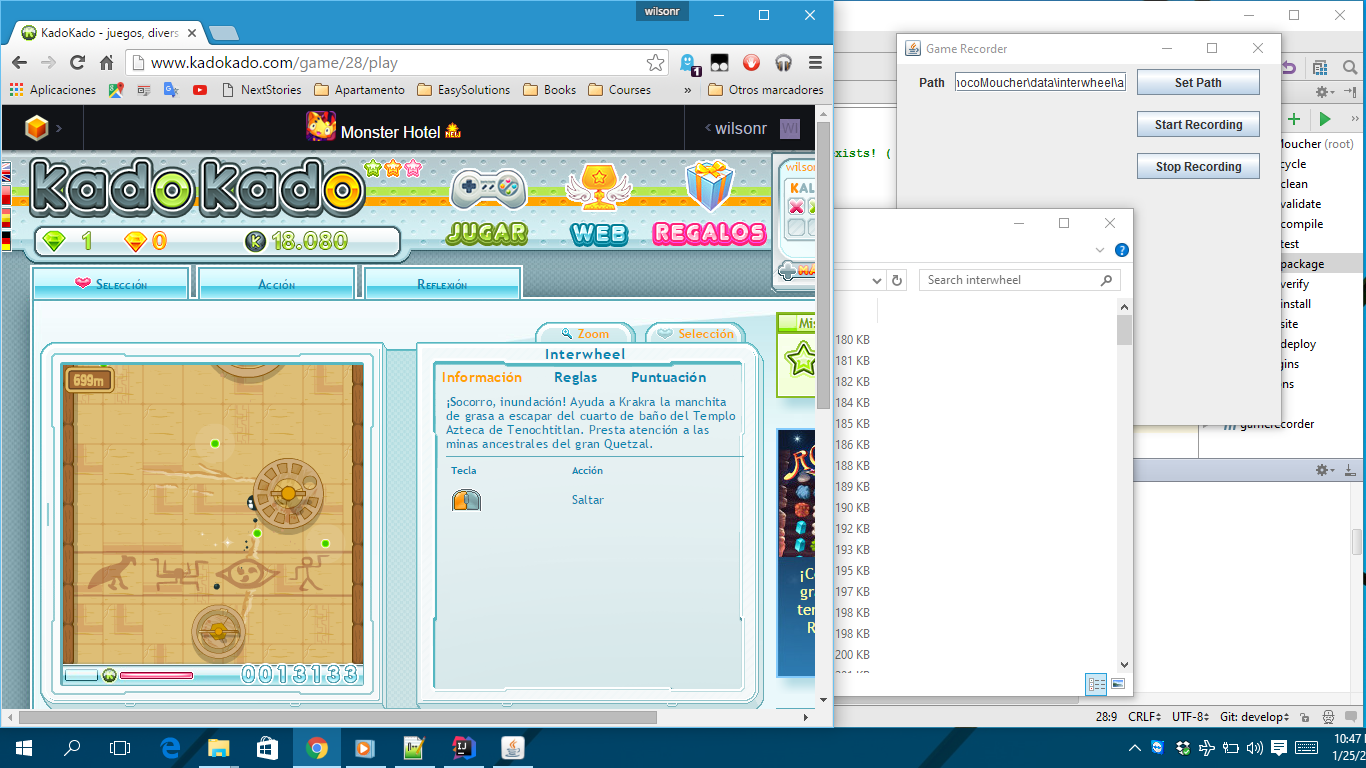 wilsonr
KadoKado - juegos, divers
www.kadokado.com/game/28/play
1
Aplicaciones
NextStories
Apartamento
EasySolutions
Books
Courses
»
Otros marcadores
Monster Hotel NEW
wilsonr
WI
KadoKado
1
0
K
18.080
JUGAR
WEB
REGALOS
wilson
KAL
Selección
Acción
Reflexión
Zoom
Selección
Interwheel
Información
Reglas
Puntuación
¡Socorro, inundación! Ayuda a Krakra la manchita
de grasa a escapar del cuarto de baño del Templo
Azteca de Tenochtitlan. Presta atención a las
minas ancestrales del gran Quetzal.
Tecla
Acción
Saltar
699m
0013133
Mis
Game Recorder
Path
ocoMoucher\data\interwheel\a
Set Path
Start Recording
Stop Recording
xists! (
Search interwheel
180 KB
181 KB
182 KB
184 KB
185 KB
186 KB
188 KB
189 KB
190 KB
192 KB
193 KB
195 KB
197 KB
198 KB
198 KB
200 KB
Moucher (root)
cycle
clean
validate
compile
test
package
verify
install
site
deploy
gins
ns
gamerecorder
28:9
CRLF
UTF-8
Git: develop
10:47
1/25/2